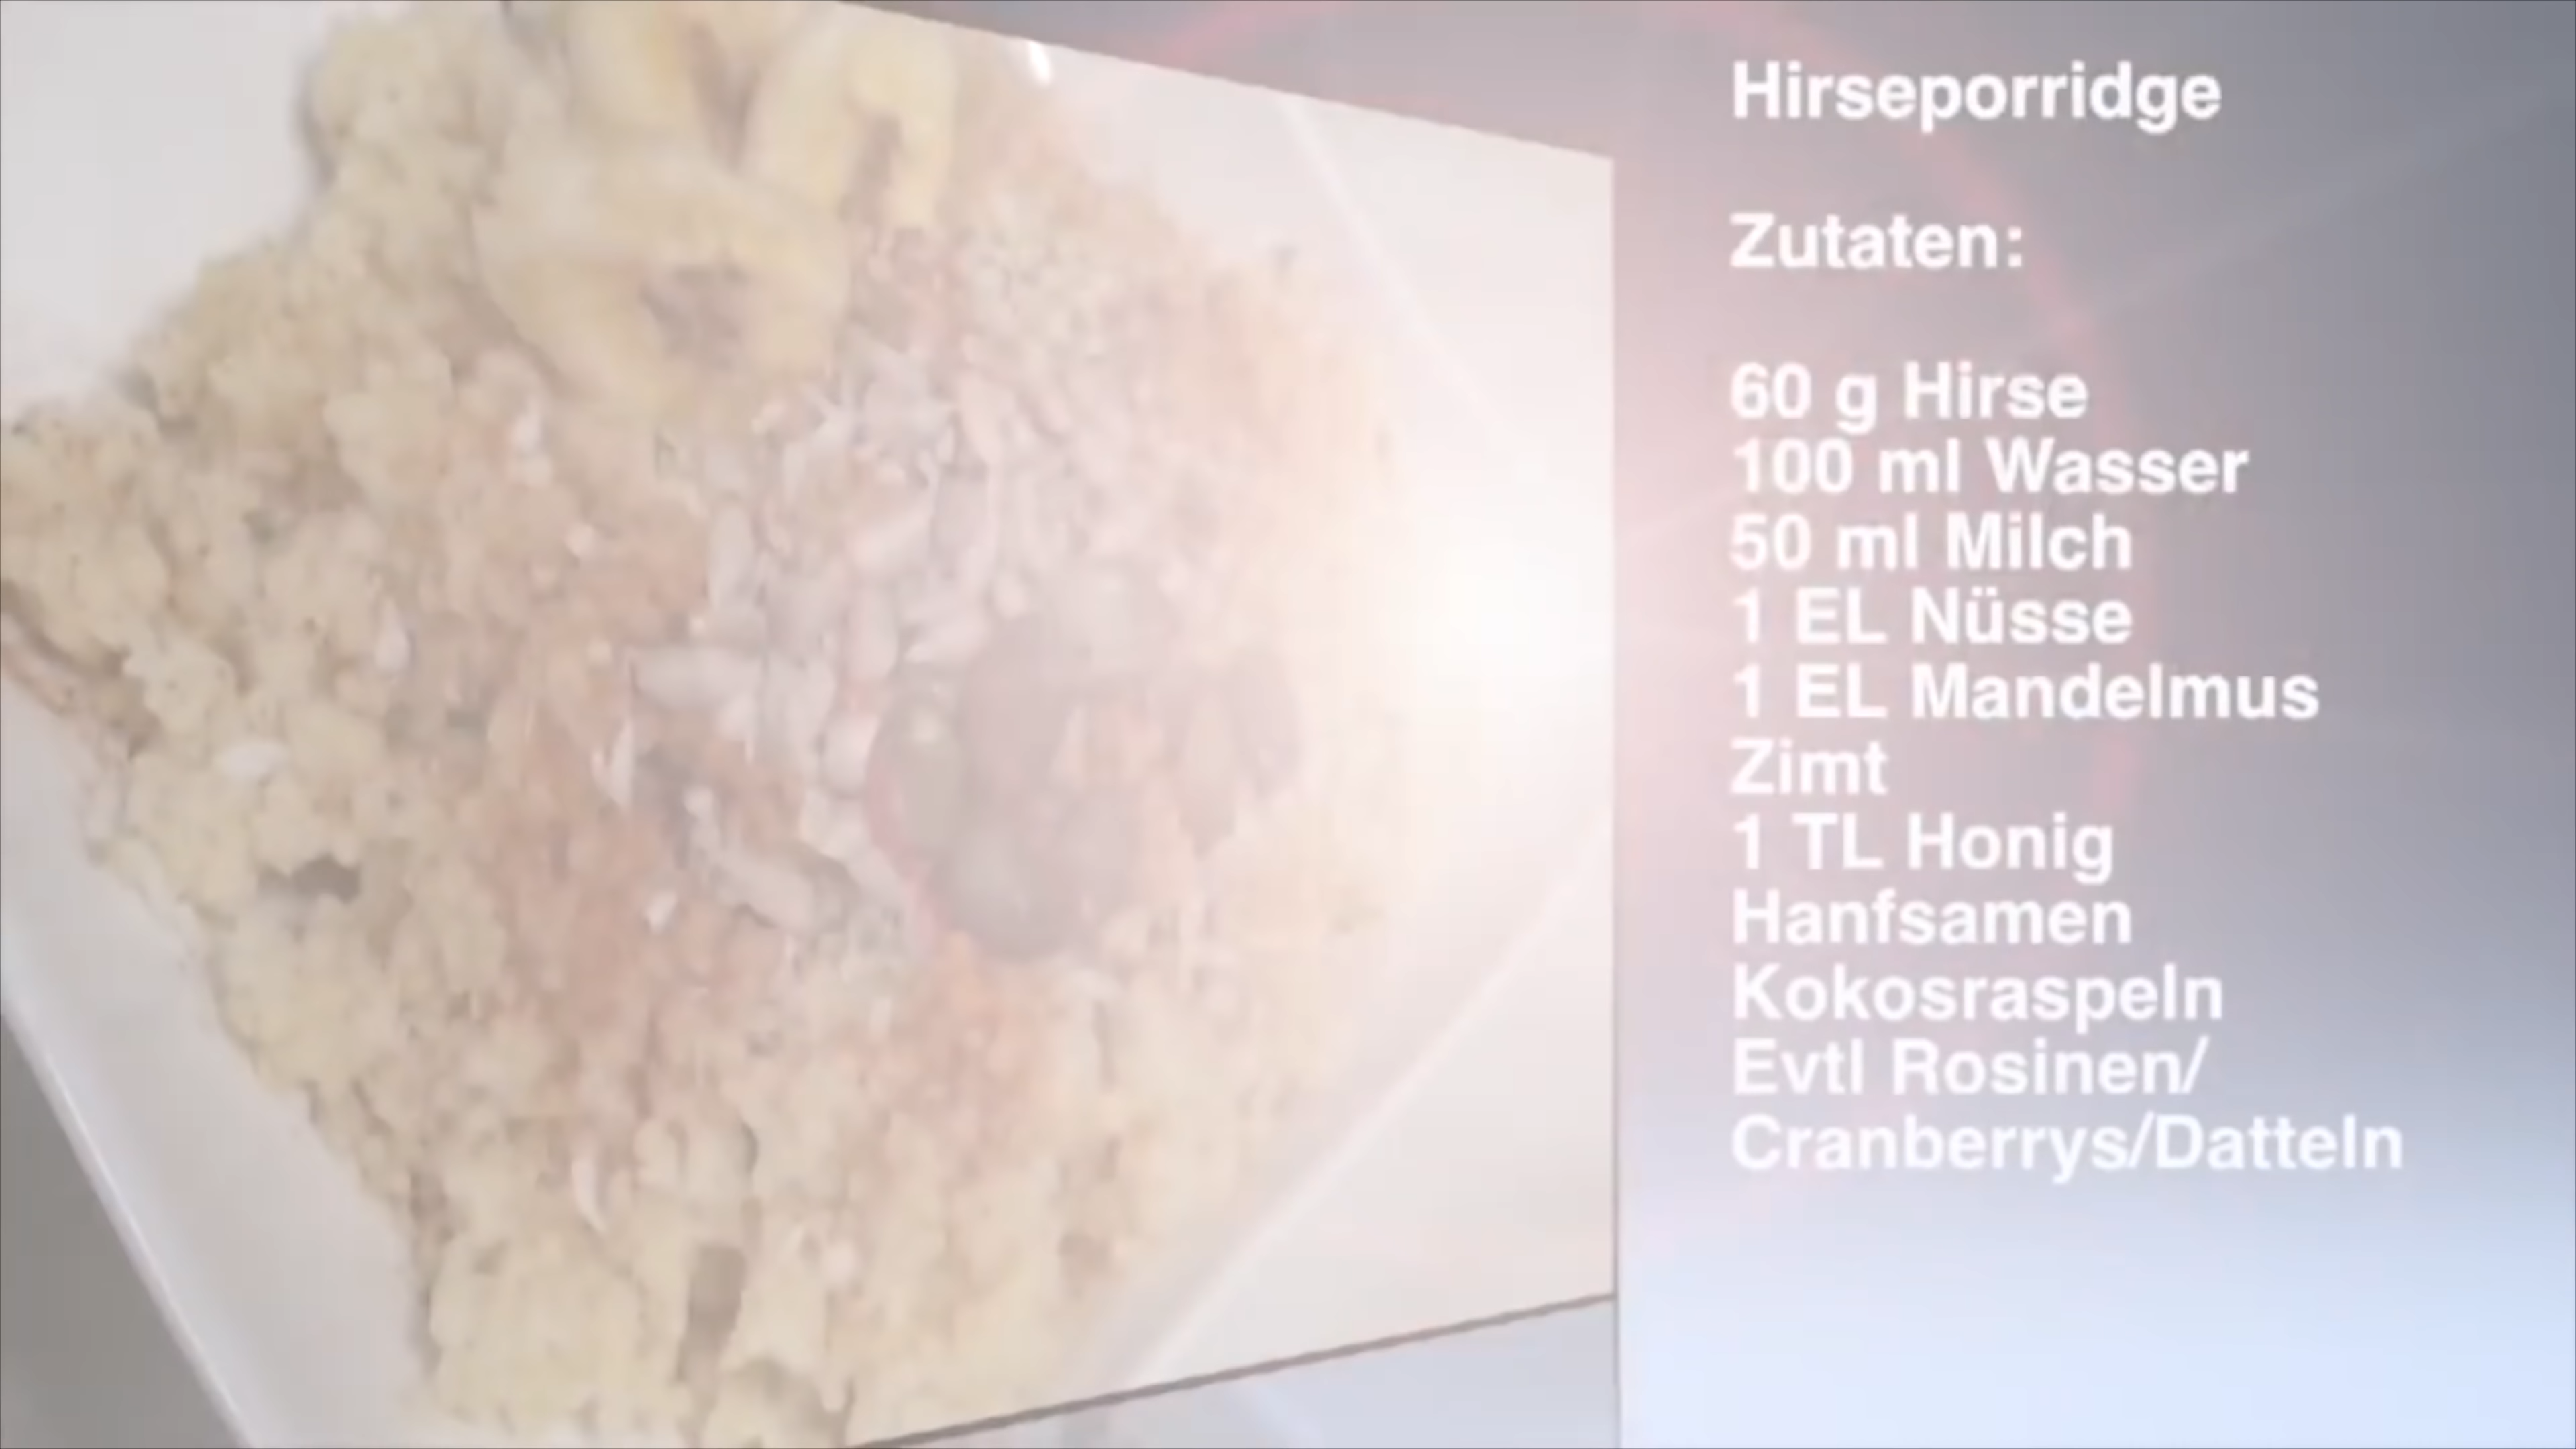 Hirseporridge
Zutaten:
60 g Hirse
100 ml Wasser
50 ml Milch
1 EL Nüsse
1 EL Mandelmus
Zimt
1 TL Honig
Hanfsamen
Kokosraspeln
Evtl Rosinen/
Cranberrys/Datteln